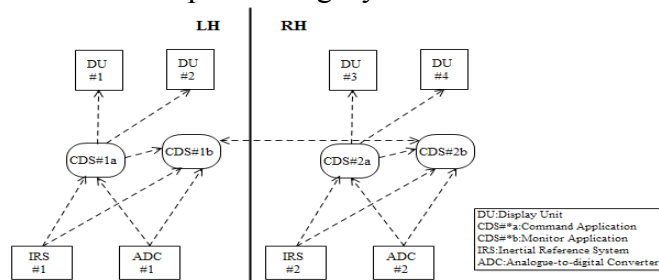 LH
RH
DU
#1
DU
#2
DU
#3
DU
#4
CDS#1a
CDS#1b
CDS#2a
CDS#2b
IRS
#1
ADC
#1
IRS
#2
ADC
#2
DU:Display Unit
CDS#*a:Command Application
CDS#*b:Monitor Application
IRS:Inertial Reference System
ADC:Analogue-to-digital Converter